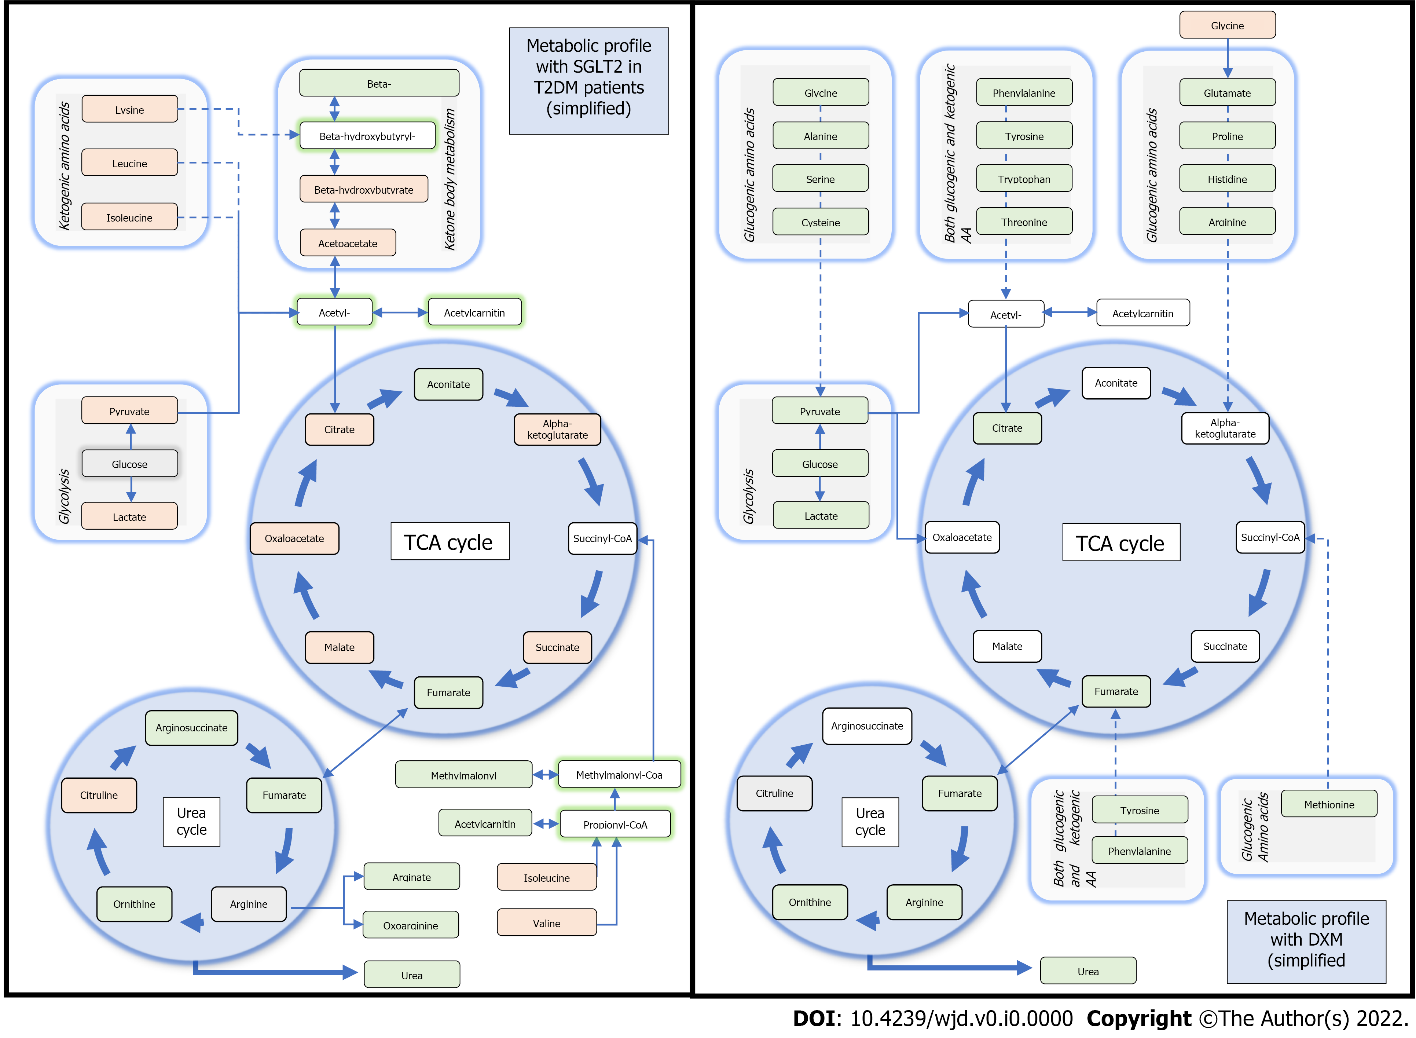 Metabolic profile
with SGLT2 in
T2DM patients
(simplified)
Ketogenic amino acids
Lysine
Leucine
Isoleucine
Beta-
Beta-hydroxybutyryl-
Beta-hydroxybutyrate
Acetoacetate
Ketone body metabolism
Acetyl-
Acetylcarnitin
Glycolysis
Pyruvate
Glucose
Lactate
TCA cycle
Aconitate
Citrate
Alpha-
ketoglutarate
Oxaloacetate
Succinyl-CoA
Malate
Succinate
Fumarate
Urea
cycle
Arginosuccinate
Citruline
Fumarate
Ornithine
Arginine
Methylmalonyl
Methylmalonyl-Coa
Acetylcarnitin
Propionyl-CoA
Isoleucine
Valine
Arginate
Oxoarginine
Urea
Glycine
Glucogenic amino acids
Glycine
Alanine
Serine
Cysteine
Both glucogenic and ketogenic
AA
Phenylalanine
Tyrosine
Tryptophan
Threonine
Glucogenic amino acids
Glutamate
Proline
Histidine
Arginine
Acetyl-
Acetylcarnitin
Glycolysis
Pyruvate
Glucose
Lactate
TCA cycle
Aconitate
Citrate
Alpha-
ketoglutarate
Oxaloacetate
Succinyl-CoA
Malate
Succinate
Fumarate
Urea
cycle
Arginosuccinate
Citruline
Fumarate
Ornithine
Arginine
Urea
Both glucogenic
and ketogenic
AA
Tyrosine
Phenylalanine
Glucogenic
Amino acids
Methionine
Metabolic profile
with DXM
(simplified
DOI: 10.4239/wjd.v0.i0.0000 Copyright ©The Author(s) 2022.